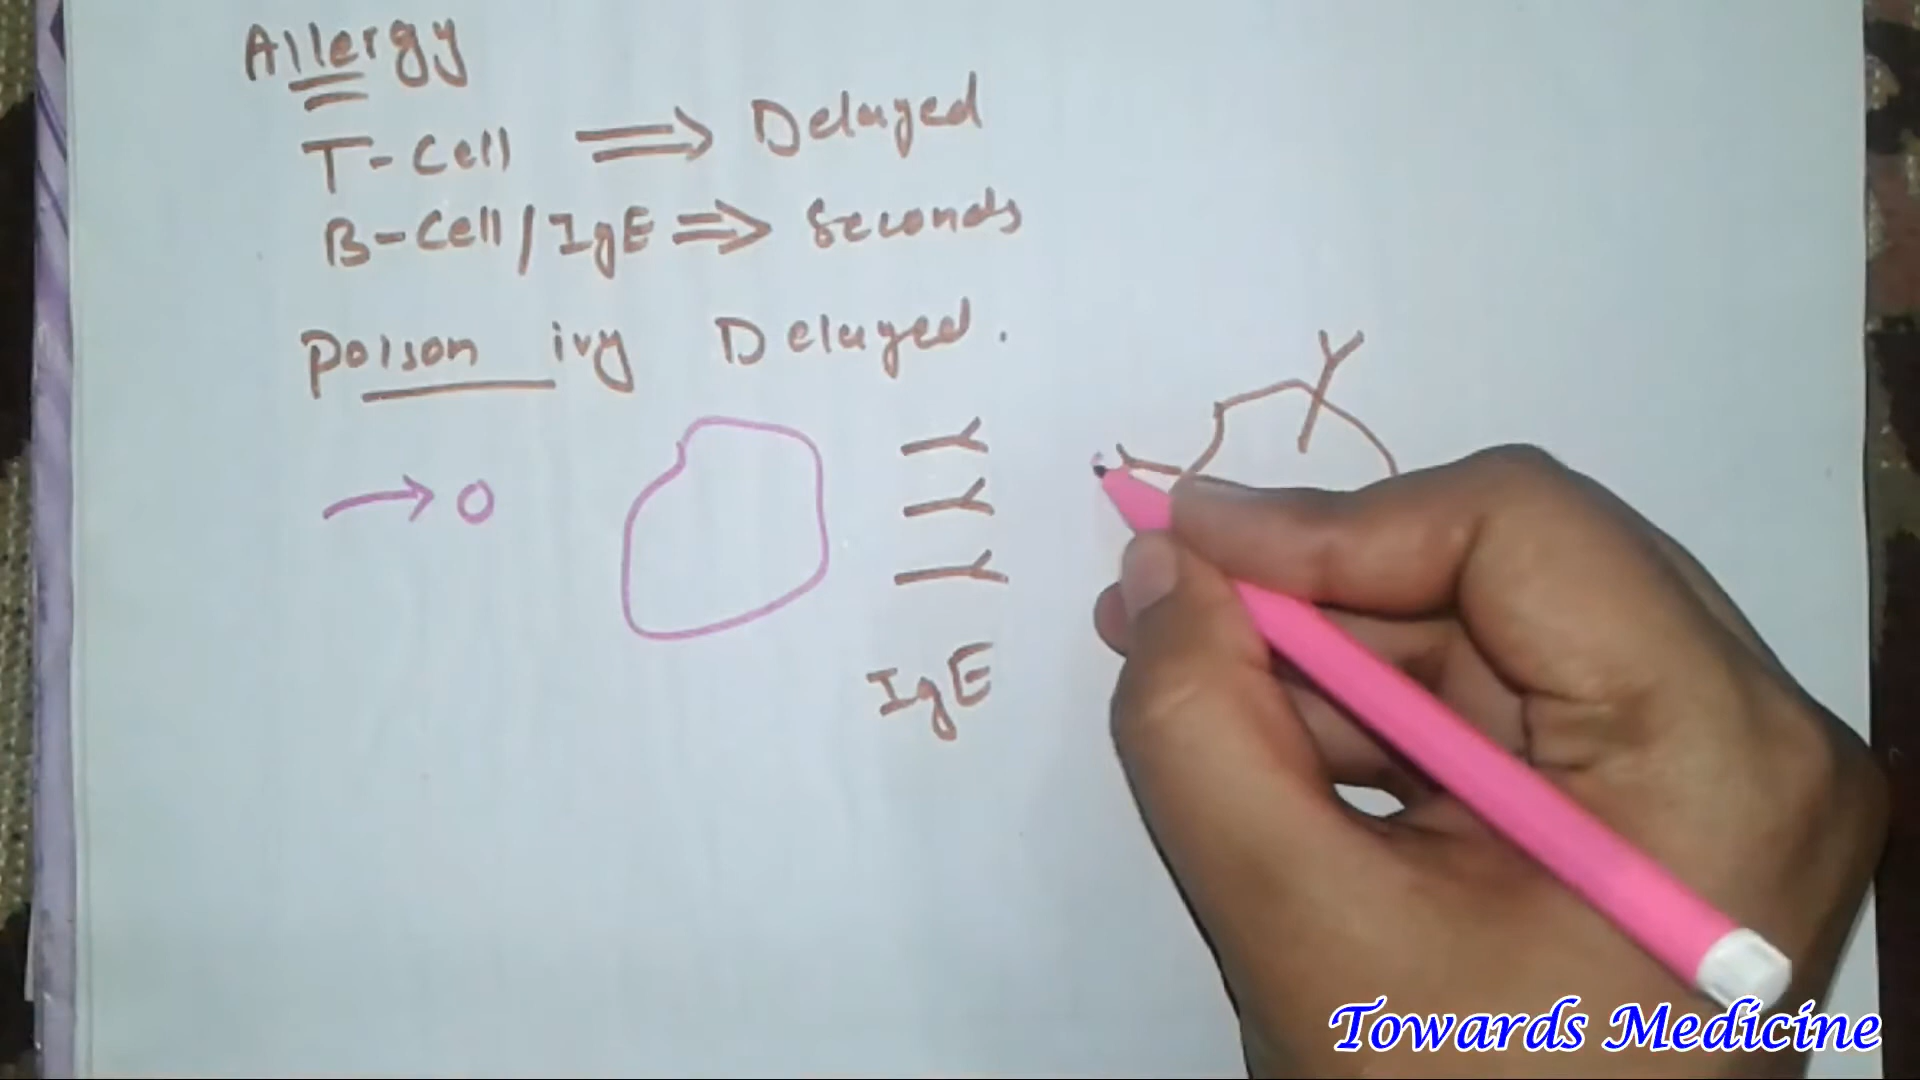 Allergy
T-Cell ⇒ Delayed
B-Cell/IgE ⇒ Seconds
Poison ivy Delayed.
IgE
Towards Medicine